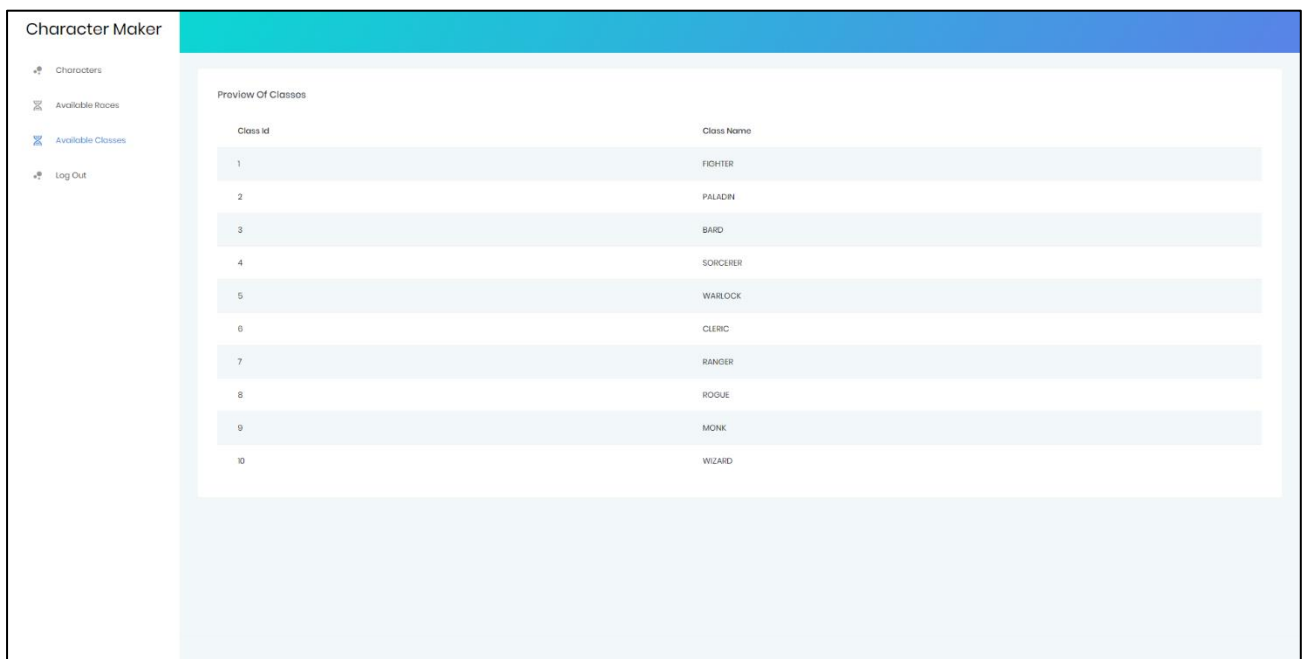 Character Maker
Characters
Available Races
Available Classes
Log Out
Preview Of Classes
Class Id Class Name
1 FIGHTER
2 PALADIN
3 BARD
4 SORCERER
5 WARLOCK
6 CLERIC
7 RANGER
8 ROGUE
9 MONK
10 WIZARD